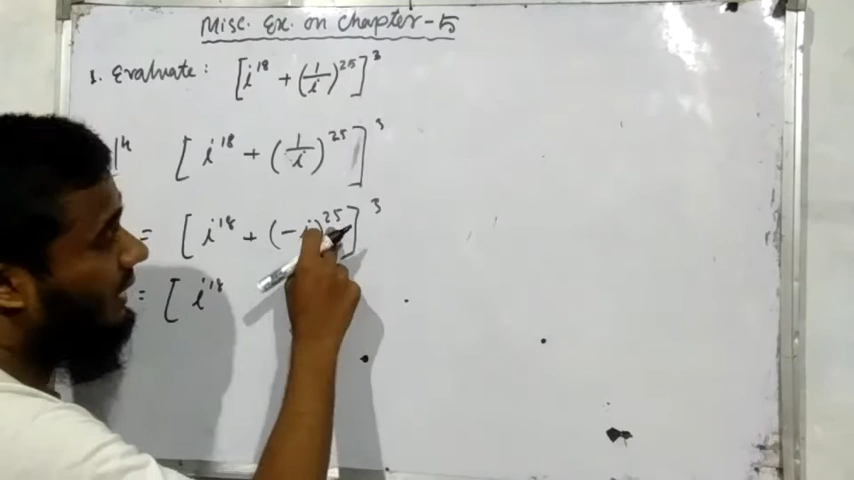 Misc. Ex. on Chapter-5
1. Evaluate: [i^18 + (1/i)^25]^3
[i^18 + (1/i)^25]^3
= [i^18 + (-i)^25]^3
= [i^18